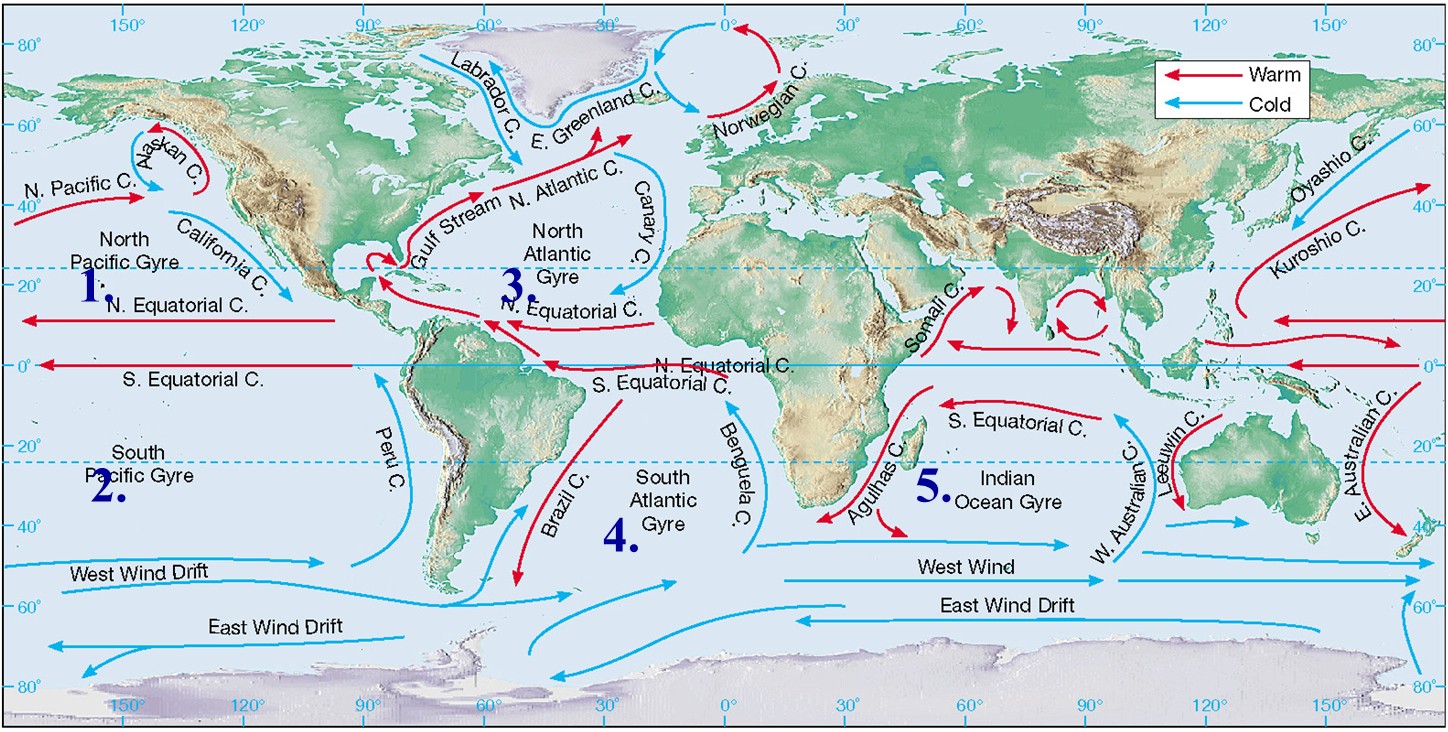 150° 120° 90° 60° 30° 0° 30° 60° 90° 120° 150°
80° 80°
60° 60°
40° 40°
20° 20°
0° 0°
20° 20°
40° 40°
60° 60°
80° 80°
150° 120° 90° 60° 30° 0° 30° 60° 90° 120° 150°
Warm
Cold
Labrador C.
E. Greenland C.
Norwegian C.
Alaskan C.
N. Pacific C.
California C.
North
Pacific Gyre
1.
N. Equatorial C.
S. Equatorial C.
Gulf Stream
N. Atlantic C.
Canary C.
North
Atlantic
Gyre
3.
N. Equatorial C.
N. Equatorial C.
S. Equatorial C.
Somali C.
Oyashio C.
Kuroshio C.
South
Pacific Gyre
2.
Peru C.
Brazil C.
South
Atlantic
Gyre
4.
Benguela C.
Agulhas C.
S. Equatorial C.
5.
Indian
Ocean Gyre
W. Australian C.
Leeuwin C.
E. Australian C.
West Wind Drift
West Wind
East Wind Drift
East Wind Drift